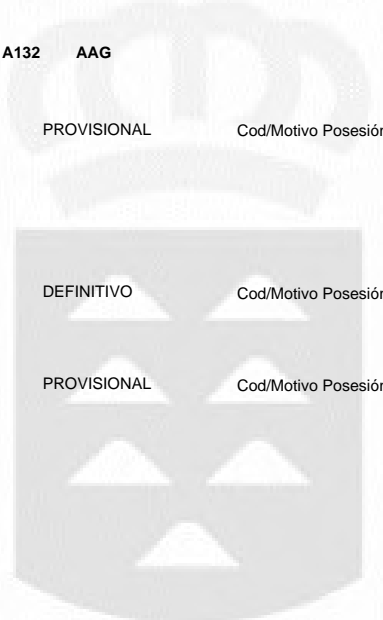 A132 AAG
PROVISIONAL Cod/Motivo Posesión
DEFINITIVO Cod/Motivo Posesión
PROVISIONAL Cod/Motivo Posesión